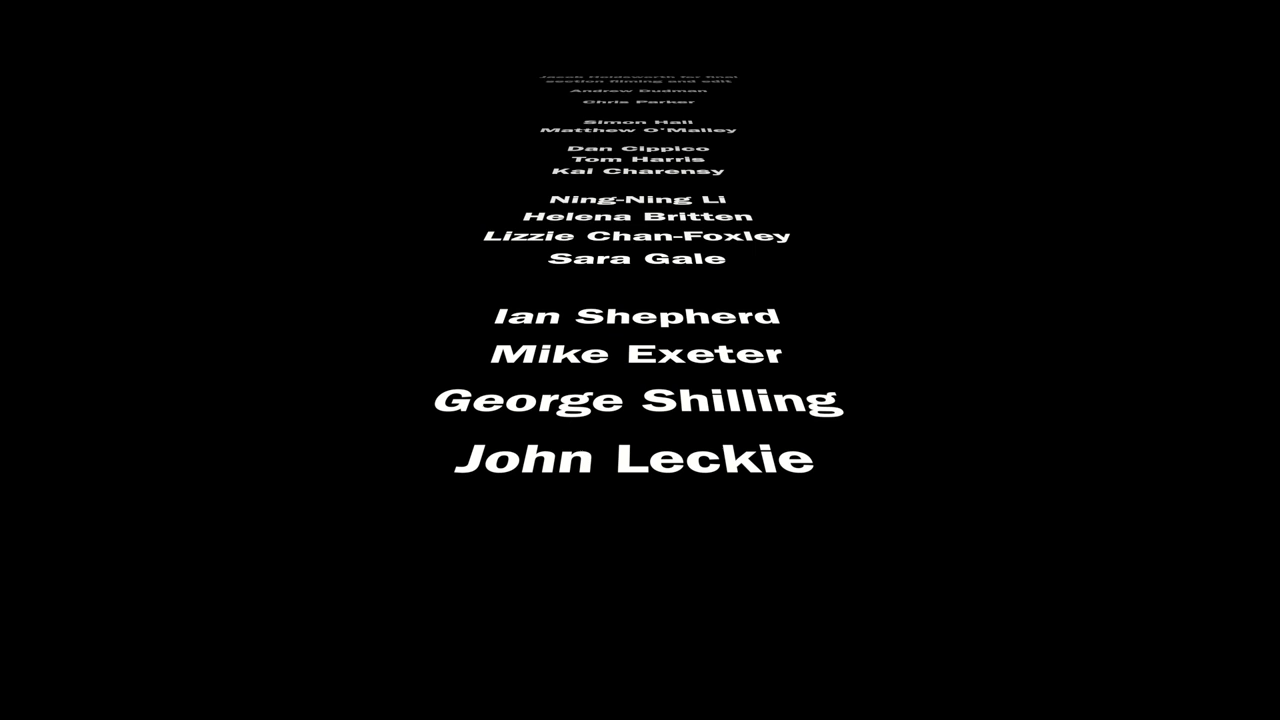 Jacob Holdsworth for final
section filming and edit
Andrew Dudman
Chris Parker
Simon Hall
Matthew O'Malley
Dan Cippico
Tom Harris
Kai Charensy
Ning-Ning Li
Helena Britten
Lizzie Chan-Foxley
Sara Gale
Ian Shepherd
Mike Exeter
George Shilling
John Leckie